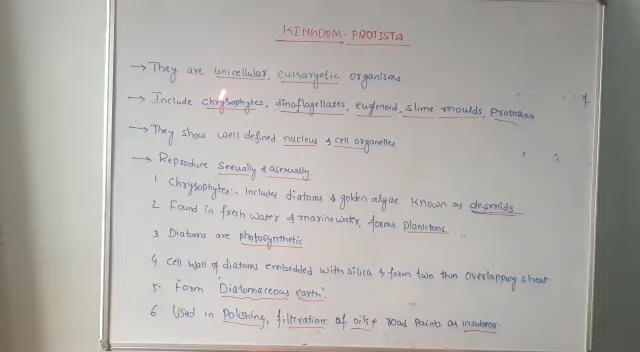 KINGDOM - PROTISTA
→ They are unicellular, eukaryotic organisms
→ Include chrysophytes, dinoflagellates, euglenoid, slime moulds, Protozoa
→ They show well defined nucleus & cell organelles
→ Reproduce sexually & asexually
1 Chrysophytes:- includes diatoms & golden algae known as desmids
2 Found in fresh water & marine water, forms planktons
3 Diatoms are photosynthetic
4 cell wall of diatoms embedded with silica & form two thin overlapping sheat
5. Form 'Diatomaceous earth'.
6 Used in Polishing, filteration of oils & road paints as insulator